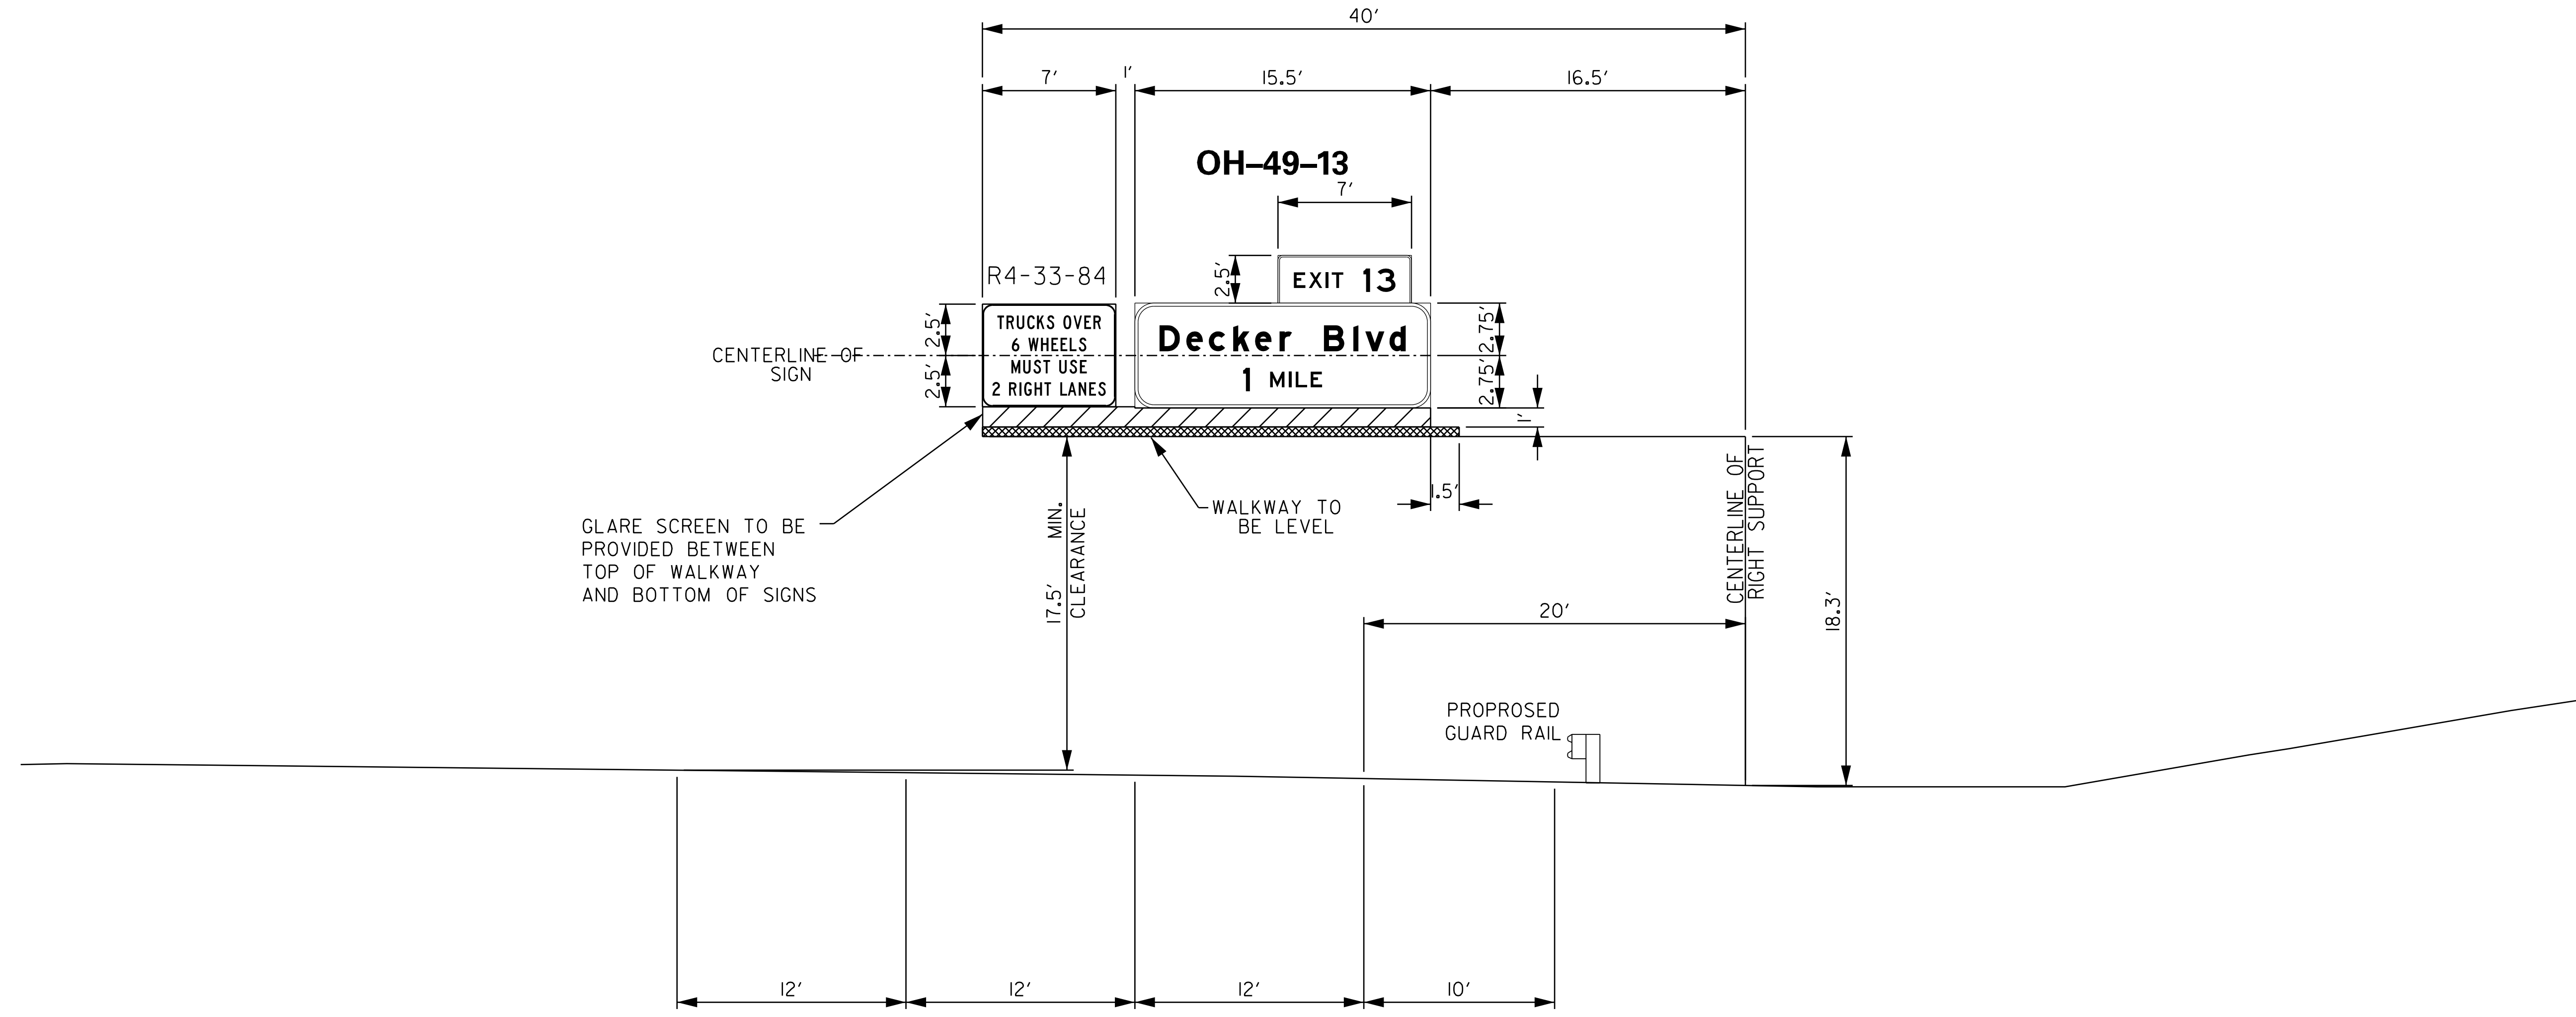 40'
7'
1'
15.5'
16.5'
OH-49-13
7'
R4-33-84
2.5'
EXIT 13
2.5'
2.5'
TRUCKS OVER
6 WHEELS
MUST USE
2 RIGHT LANES
Decker Blvd
1 MILE
2.75'
2.75'
1'
CENTERLINE OF
SIGN
GLARE SCREEN TO BE
PROVIDED BETWEEN
TOP OF WALKWAY
AND BOTTOM OF SIGNS
17.5'
MIN.
CLEARANCE
WALKWAY TO
BE LEVEL
1.5'
CENTERLINE OF
RIGHT SUPPORT
18.3'
20'
PROPROSED
GUARD RAIL
12'
12'
12'
10'